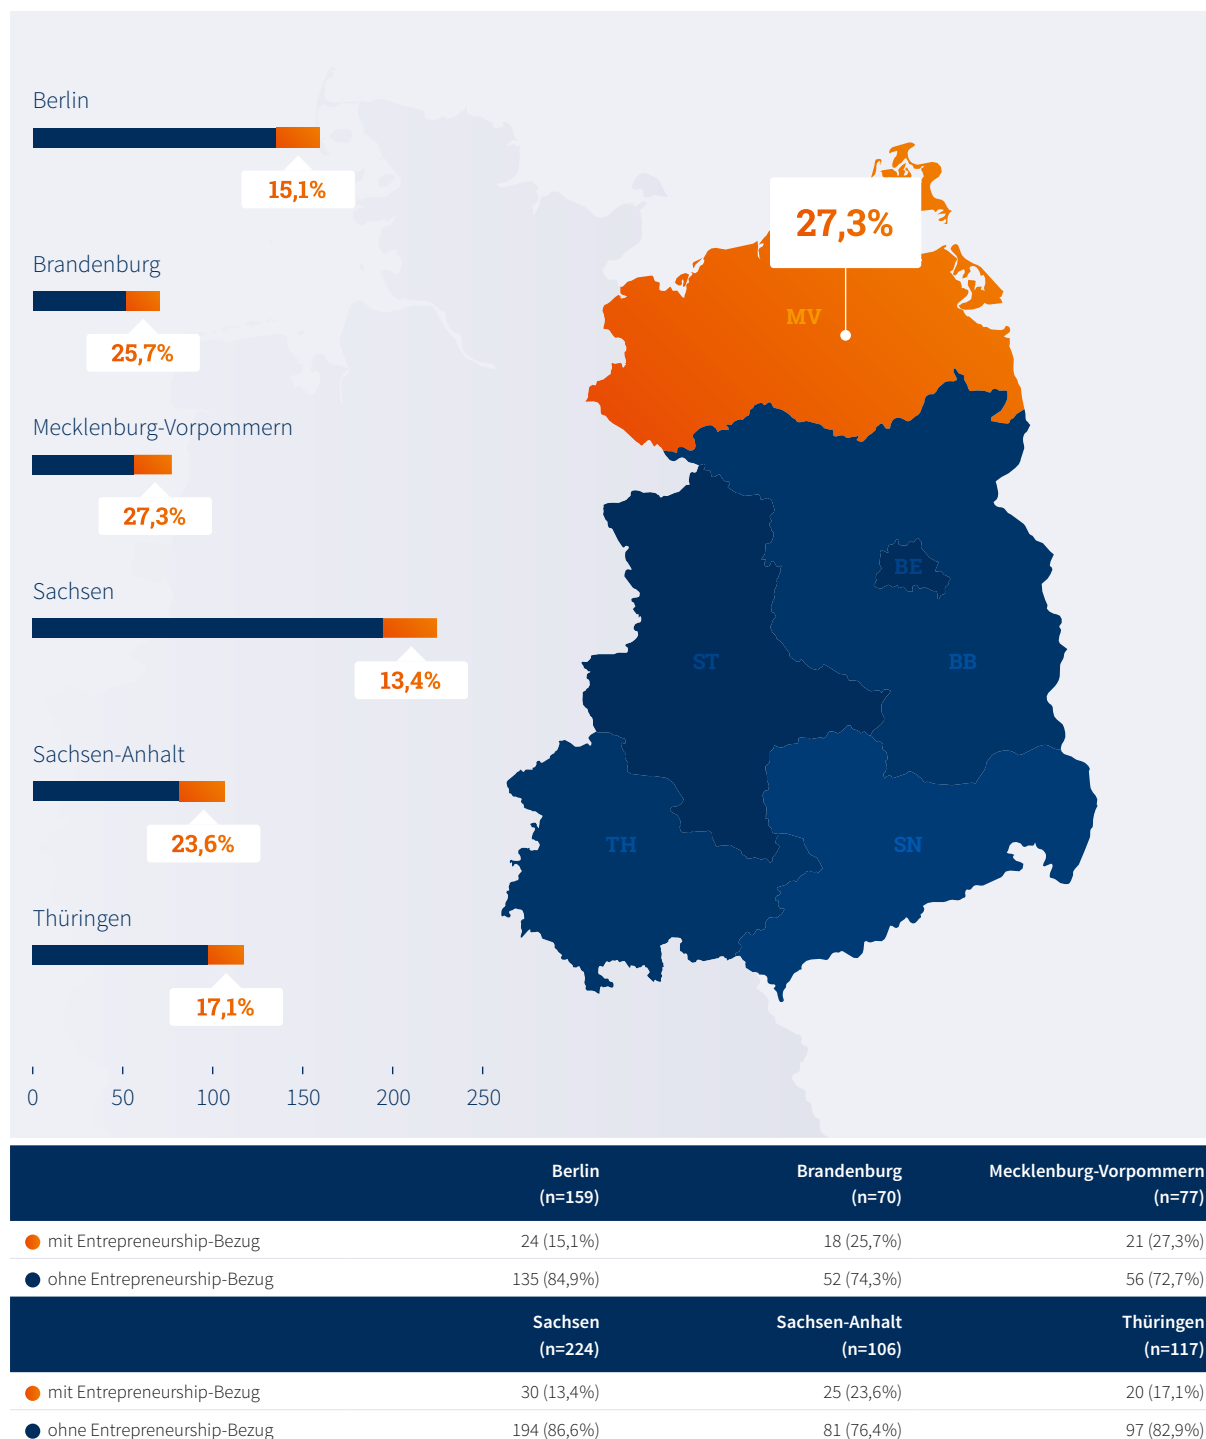 Berlin
15,1%
Brandenburg
25,7%
Mecklenburg-Vorpommern
27,3%
Sachsen
13,4%
Sachsen-Anhalt
23,6%
Thüringen
17,1%
0 50 100 150 200 250
27,3%
MV
BE
ST
BB
TH
SN
Berlin (n=159) Brandenburg (n=70) Mecklenburg-Vorpommern (n=77)
mit Entrepreneurship-Bezug 24 (15,1%) 18 (25,7%) 21 (27,3%)
ohne Entrepreneurship-Bezug 135 (84,9%) 52 (74,3%) 56 (72,7%)
Sachsen (n=224) Sachsen-Anhalt (n=106) Thüringen (n=117)
mit Entrepreneurship-Bezug 30 (13,4%) 25 (23,6%) 20 (17,1%)
ohne Entrepreneurship-Bezug 194 (86,6%) 81 (76,4%) 97 (82,9%)